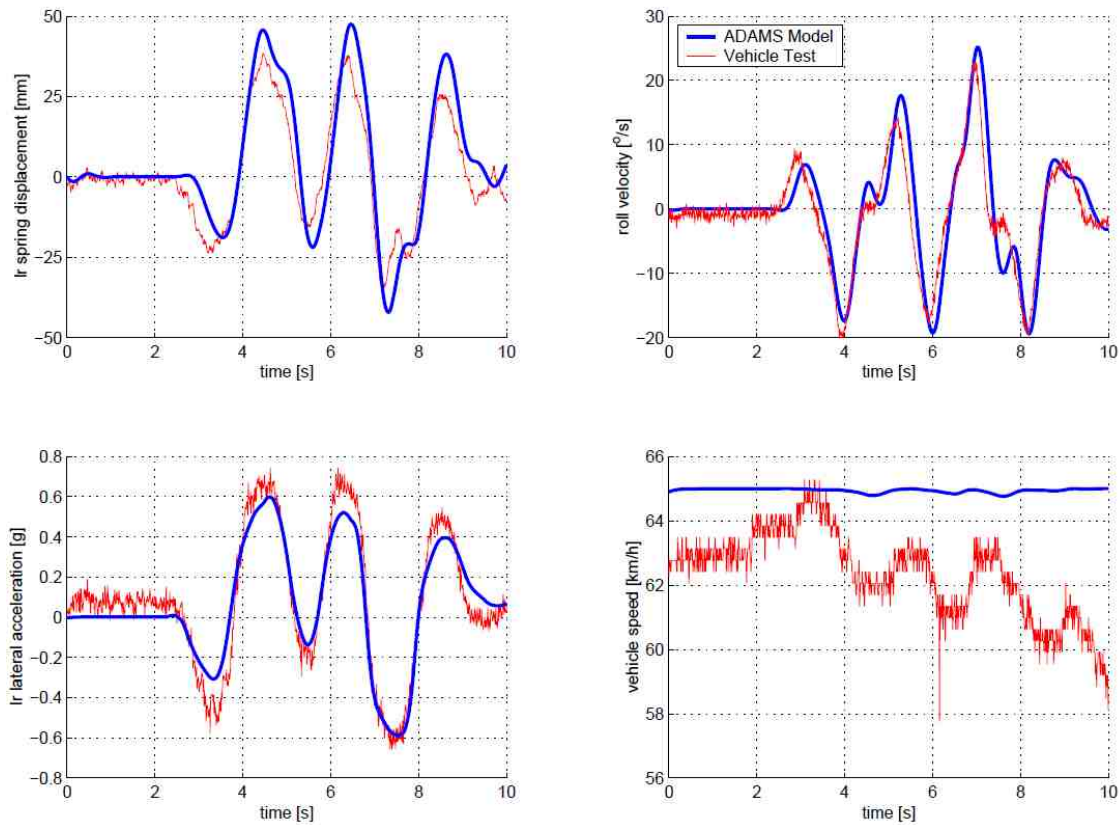 50
25
0
−25
−50
lr spring displacement [mm]
0 2 4 6 8 10
time [s]
30
20
10
0
−10
−20
roll velocity [°/s]
ADAMS Model
Vehicle Test
0 2 4 6 8 10
time [s]
0.8
0.6
0.4
0.2
0
−0.2
−0.4
−0.6
−0.8
lr lateral acceleration [g]
0 2 4 6 8 10
time [s]
66
64
62
60
58
56
vehicle speed [km/h]
0 2 4 6 8 10
time [s]